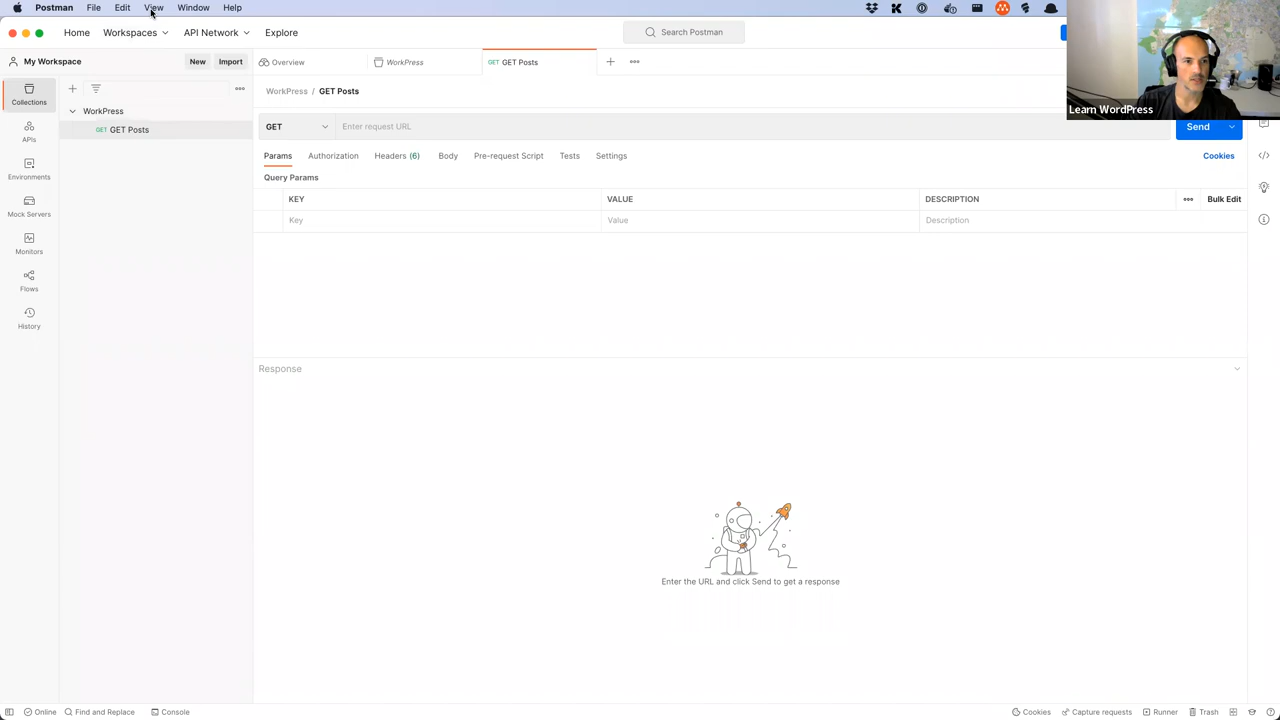 Postman File Edit View Window Help
Home Workspaces API Network Explore
Search Postman
My Workspace New Import
Overview WorkPress GET GET Posts
Collections
WorkPress
GET GET Posts
WorkPress / GET Posts
Learn WordPress
GET Enter request URL Send
Params Authorization Headers (6) Body Pre-request Script Tests Settings Cookies
Query Params
KEY VALUE DESCRIPTION Bulk Edit
Key Value Description
APIs
Environments
Mock Servers
Monitors
Flows
History
Response
Enter the URL and click Send to get a response
Online Find and Replace Console Cookies Capture requests Runner Trash